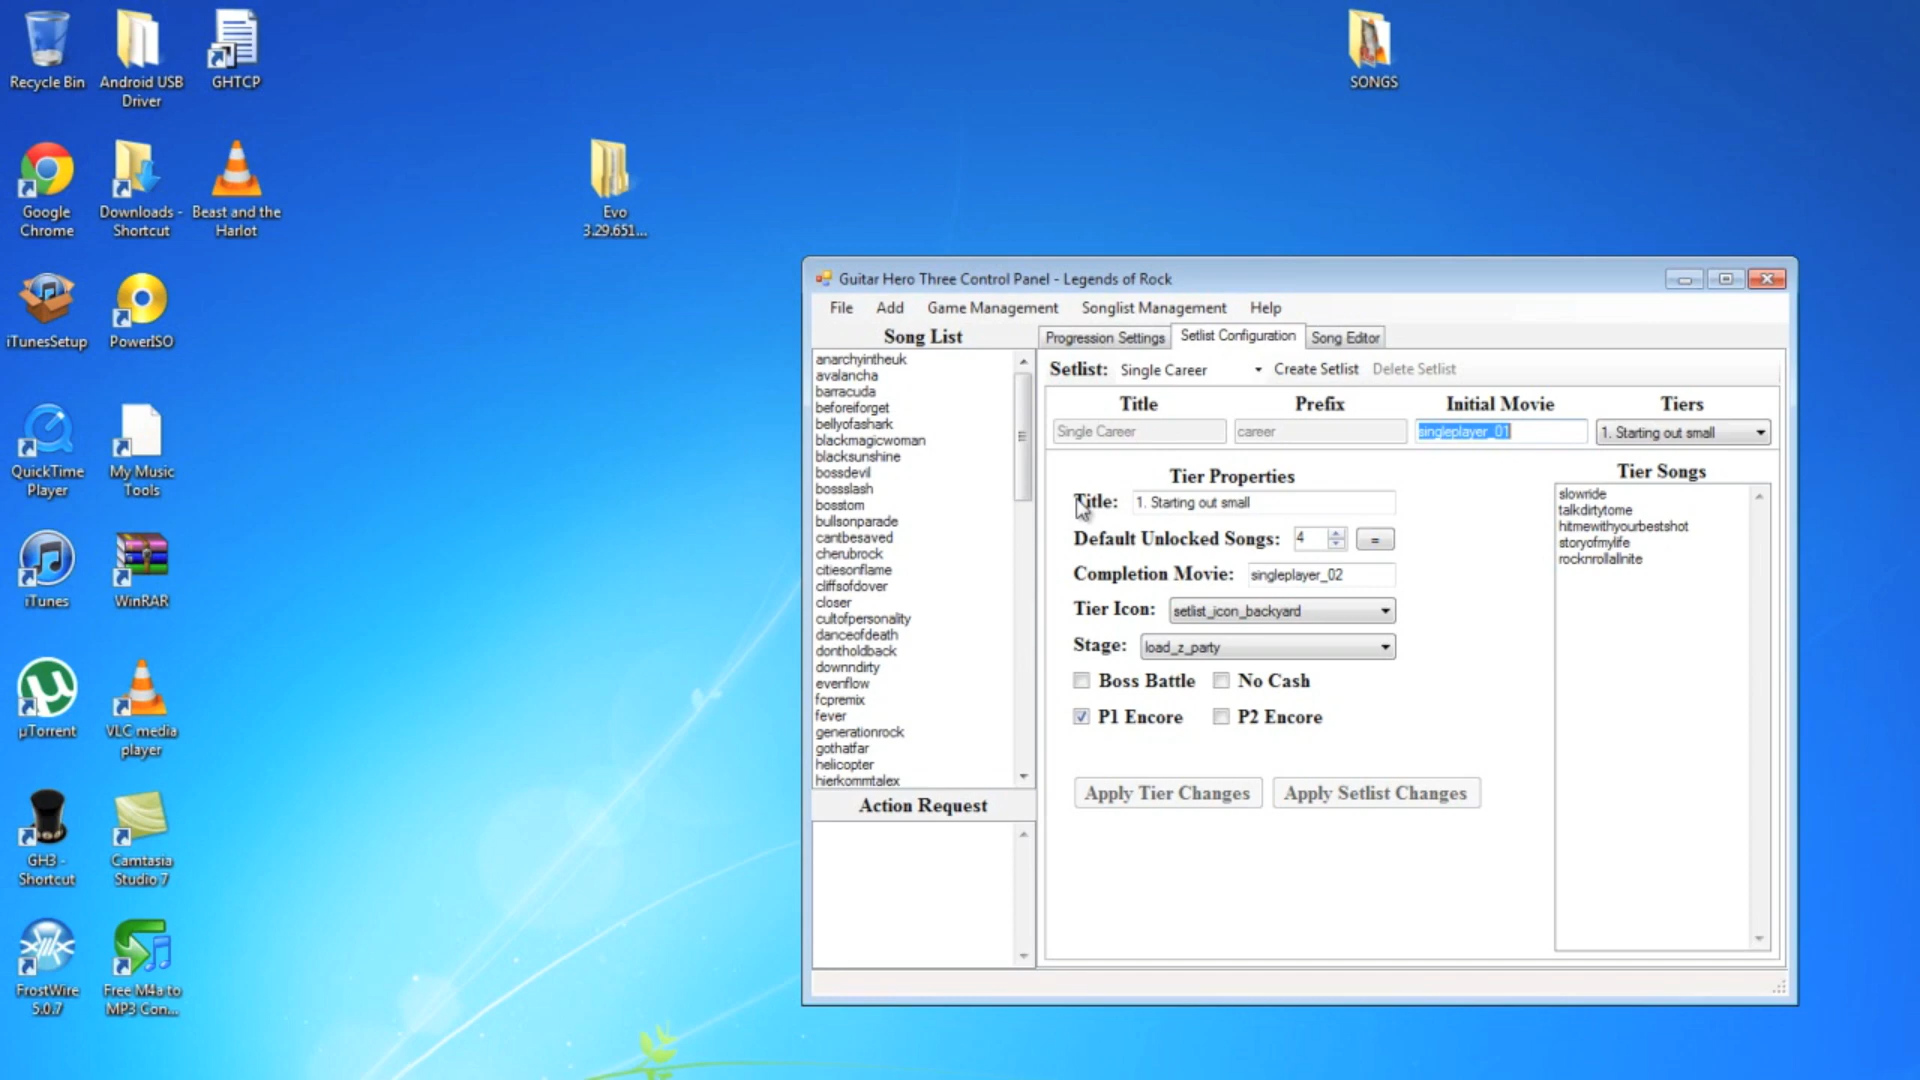 Recycle Bin
Android USB
Driver
GHTCP
SONGS
Google
Chrome
Downloads -
Shortcut
Beast and the
Harlot
Evo
3.29.651...
iTunesSetup
PowerISO
QuickTime
Player
My Music
Tools
iTunes
WinRAR
µTorrent
VLC media
player
GH3 -
Shortcut
Camtasia
Studio 7
FrostWire
5.0.7
Free M4a to
MP3 Con...
Guitar Hero Three Control Panel - Legends of Rock
File Add Game Management Songlist Management Help
Song List
anarchyintheuk
avalancha
barracuda
beforeiforget
bellyofashark
blackmagicwoman
blacksunshine
bossdevil
bossslash
bosstom
bullsonparade
cantbesaved
cherubrock
citiesonflame
cliffsofdover
closer
cultofpersonality
danceofdeath
dontholdback
downndirty
evenflow
fcpremix
fever
generationrock
gothatfar
helicopter
hierkommtalex
Action Request
Progression Settings Setlist Configuration Song Editor
Setlist: Single Career Create Setlist Delete Setlist
Title Prefix Initial Movie Tiers
Single Career career singleplayer_01 1. Starting out small
Tier Properties
Title: 1. Starting out small
Default Unlocked Songs: 4 =
Completion Movie: singleplayer_02
Tier Icon: setlist_icon_backyard
Stage: load_z_party
Boss Battle No Cash
P1 Encore P2 Encore
Apply Tier Changes Apply Setlist Changes
Tier Songs
slowride
talkdirtytome
hitmewithyourbestshot
storyofmylife
rocknrollallnite